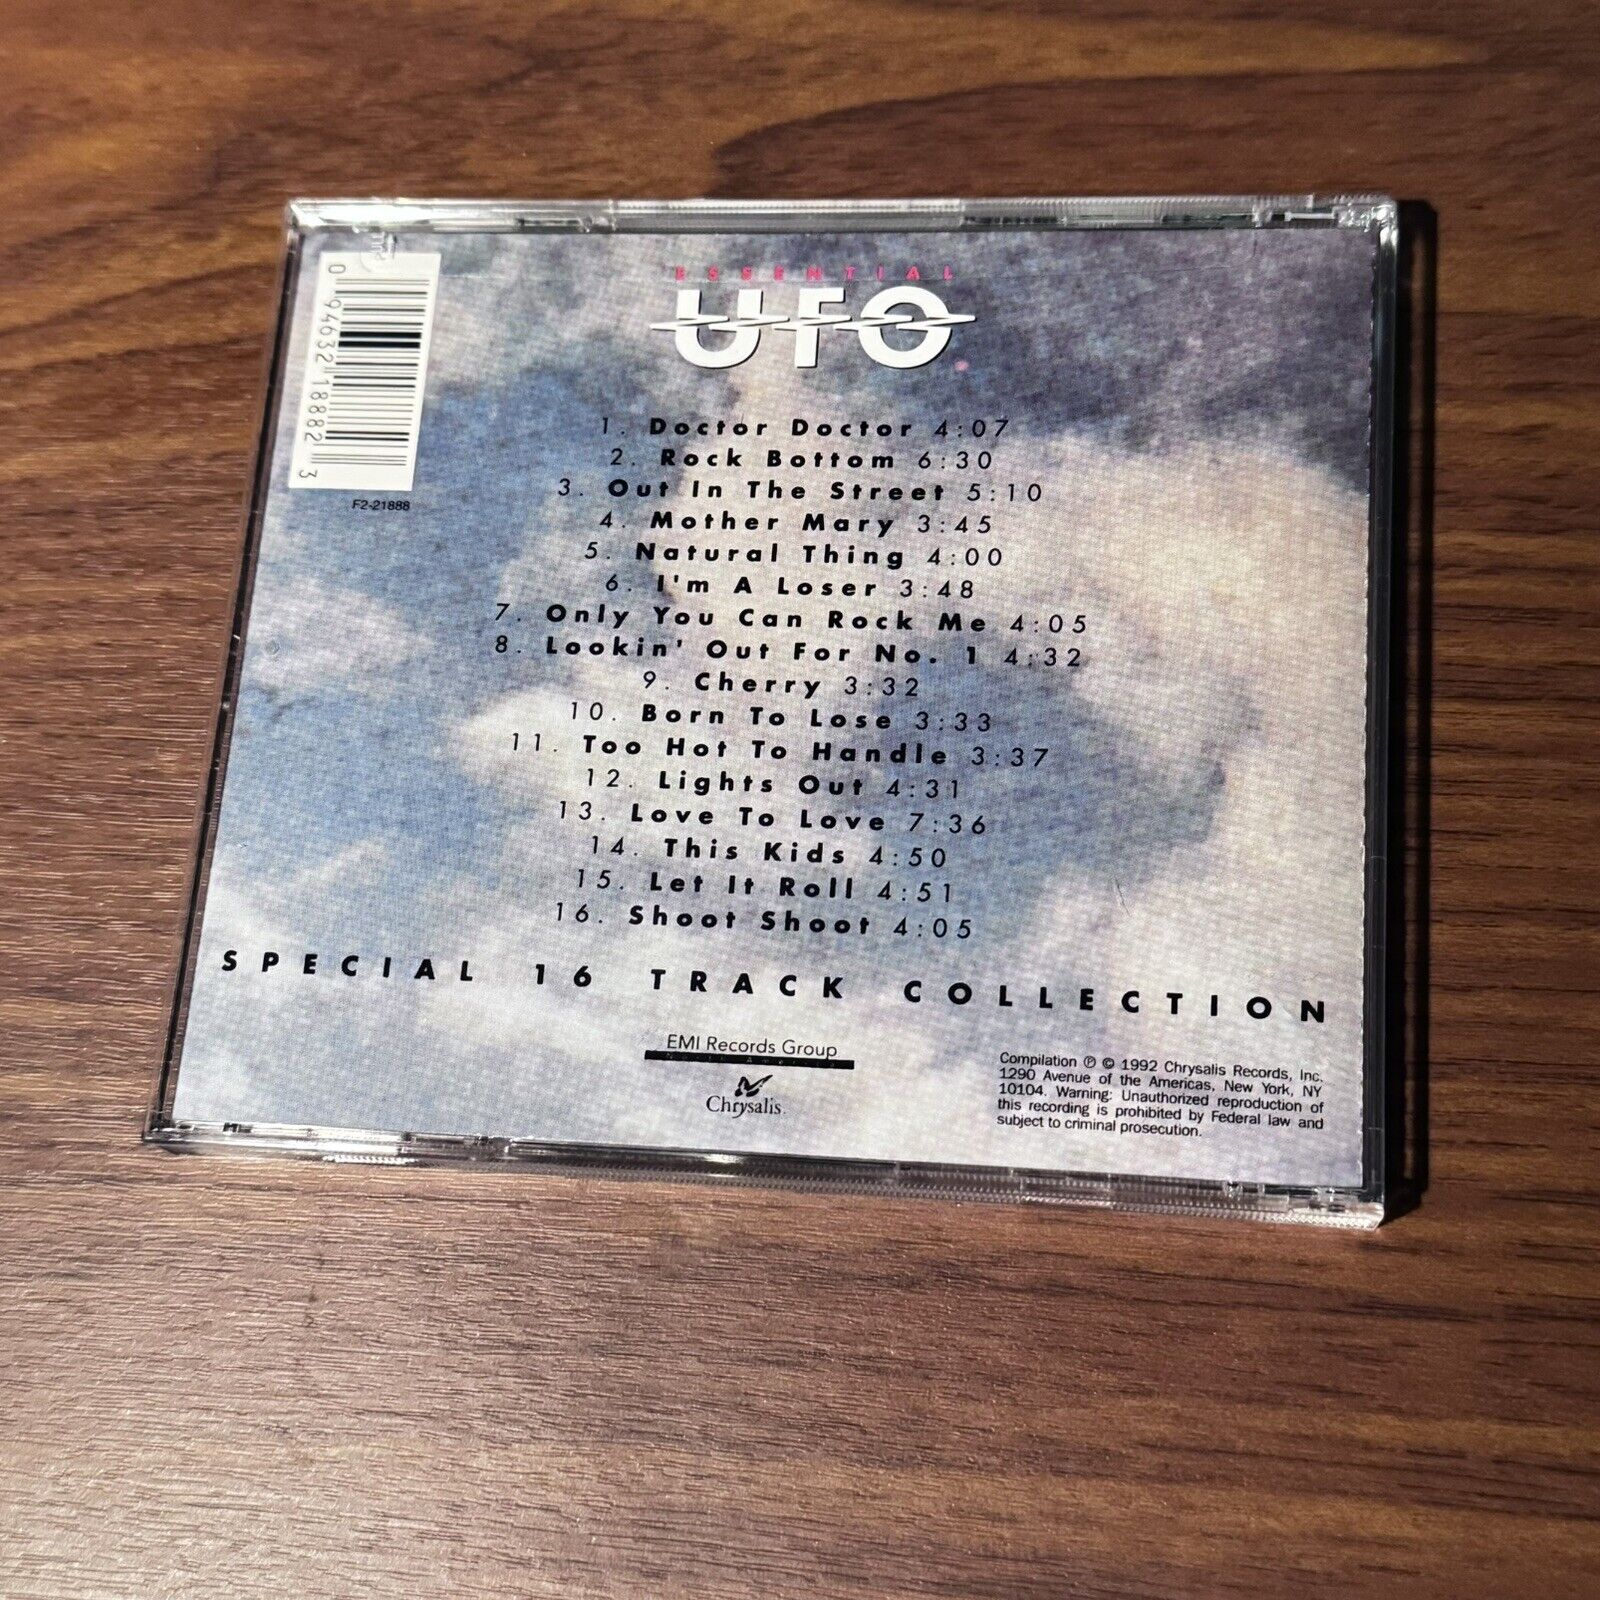 ESSENTIAL
UFO
0 94632 18882 3
F2-21888
1. Doctor Doctor 4:07
2. Rock Bottom 6:30
3. Out In The Street 5:10
4. Mother Mary 3:45
5. Natural Thing 4:00
6. I'm A Loser 3:48
7. Only You Can Rock Me 4:05
8. Lookin' Out For No. 1 4:32
9. Cherry 3:32
10. Born To Lose 3:33
11. Too Hot To Handle 3:37
12. Lights Out 4:31
13. Love To Love 7:36
14. This Kids 4:50
15. Let It Roll 4:51
16. Shoot Shoot 4:05
SPECIAL 16 TRACK COLLECTION
EMI Records Group
Chrysalis.
Compilation ℗ © 1992 Chrysalis Records, Inc.
1290 Avenue of the Americas, New York, NY
10104. Warning: Unauthorized reproduction of
this recording is prohibited by Federal law and
subject to criminal prosecution.